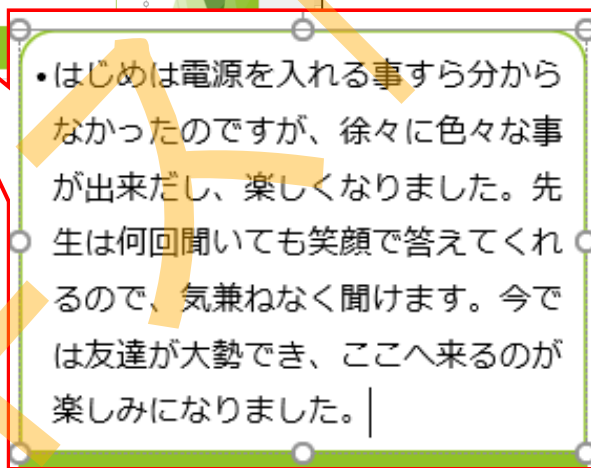 •はじめは電源を入れる事すら分から
なかったのですが、徐々に色々な事
が出来だし、楽しくなりました。先
生は何回聞いても笑顔で答えてくれ
るので、気兼ねなく聞けます。今で
は友達が大勢でき、ここへ来るのが
楽しみになりました。